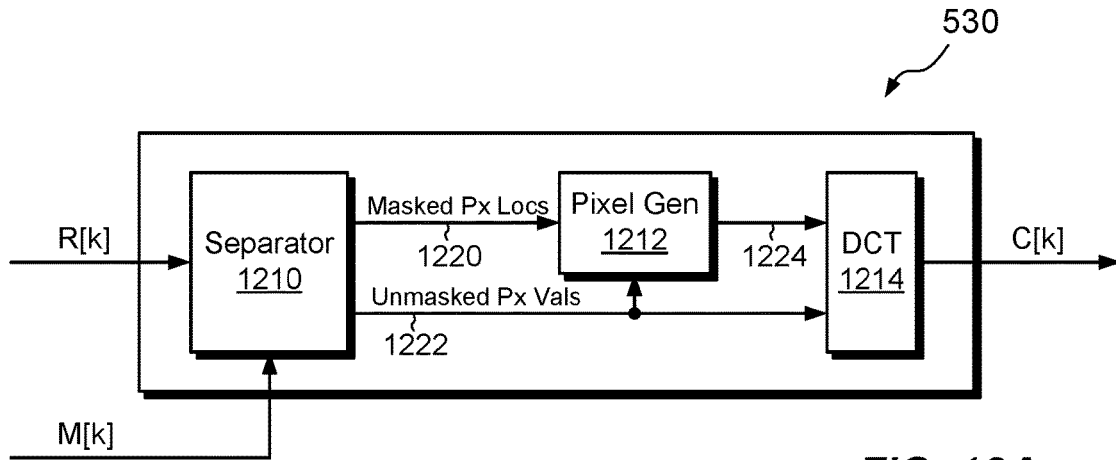 530
R[k]
Separator
1210
Masked Px Locs
1220
Unmasked Px Vals
1222
Pixel Gen
1212
1224
DCT
1214
C[k]
M[k]